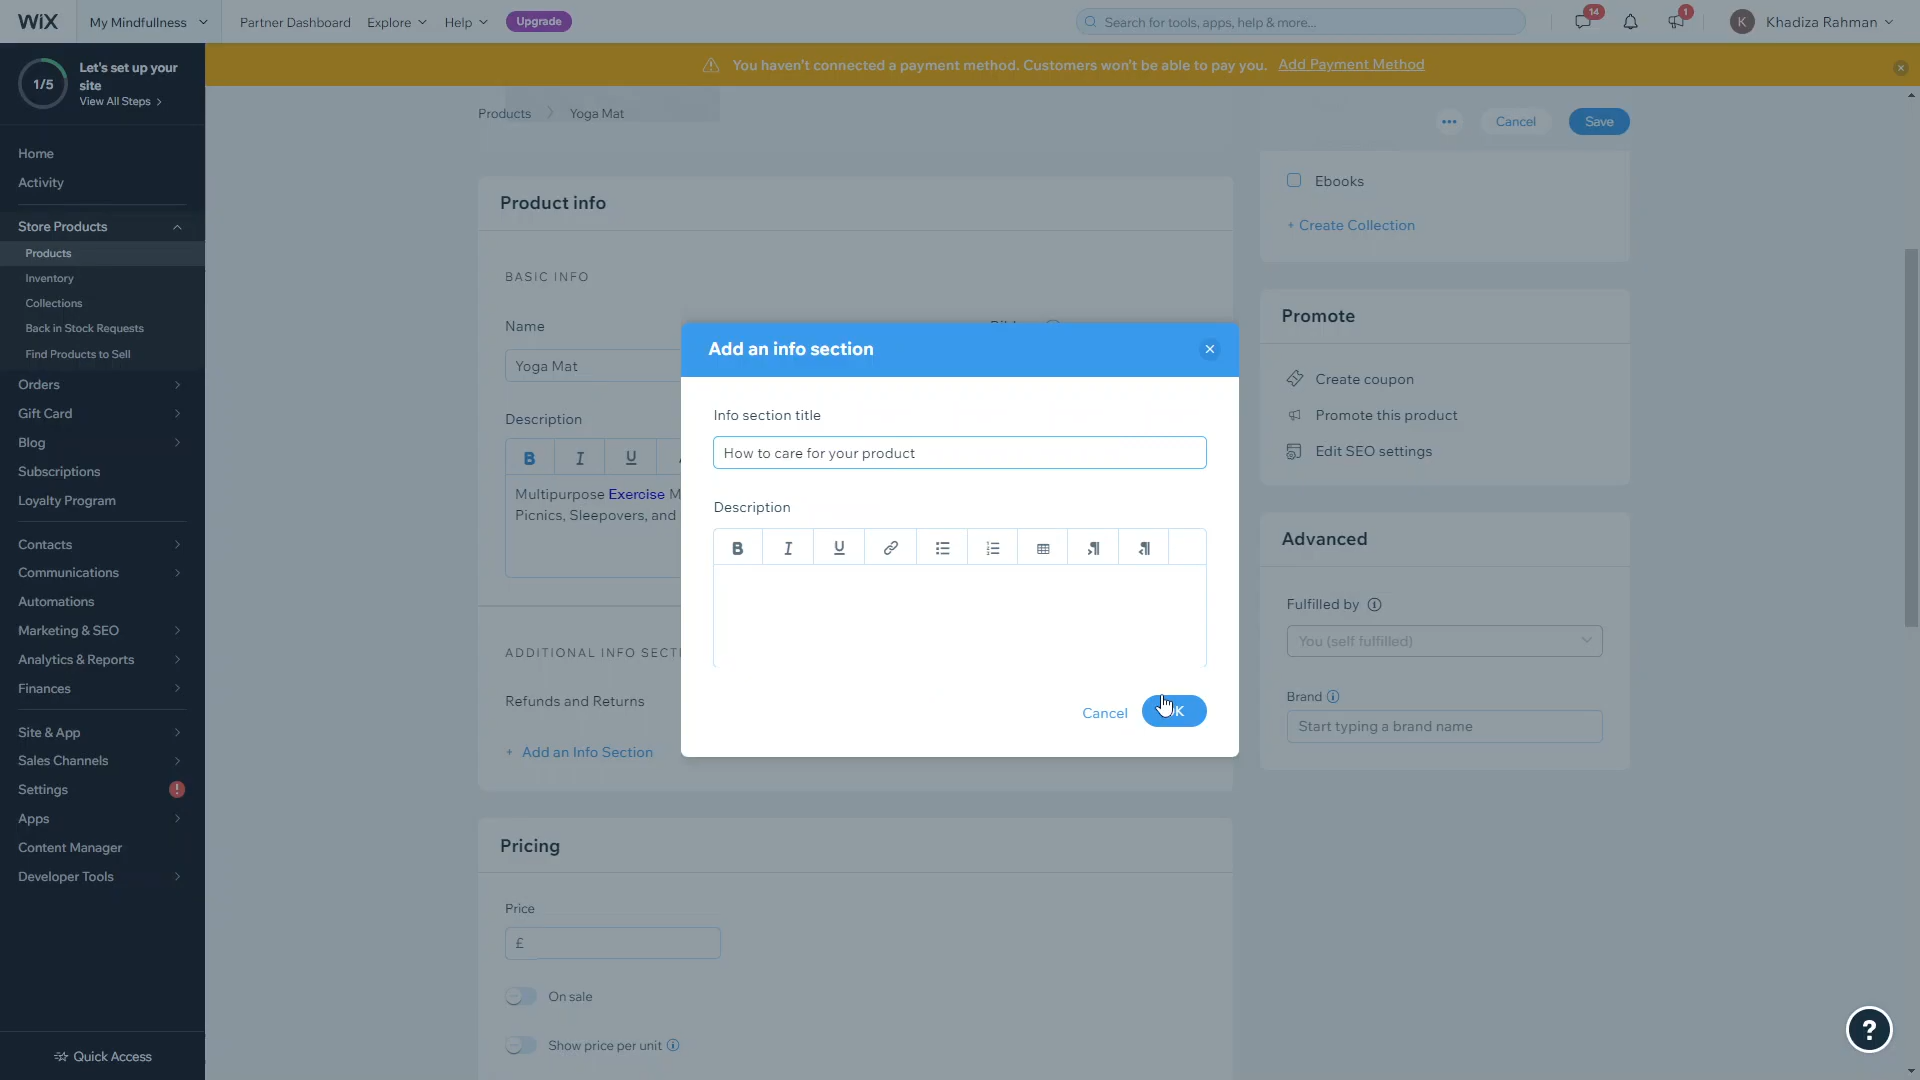 WiX
My Mindfullness
Partner Dashboard
Explore
Help
Upgrade
Search for tools, apps, help & more...
14
1
K
Khadiza Rahman
1/5
Let's set up your
site
View All Steps >
You haven't connected a payment method. Customers won't be able to pay you. Add Payment Method
Home
Activity
Store Products
Products
Inventory
Collections
Back in Stock Requests
Find Products to Sell
Orders
Gift Card
Blog
Subscriptions
Loyalty Program
Contacts
Communications
Automations
Marketing & SEO
Analytics & Reports
Finances
Site & App
Sales Channels
Settings
!
Apps
Content Manager
Developer Tools
Quick Access
Products > Yoga Mat
... Cancel Save
Product info
BASIC INFO
Name
Yoga Mat
Description
B I U
Multipurpose Exercise M
Picnics, Sleepovers, and
ADDITIONAL INFO SECTI
Refunds and Returns
+ Add an Info Section
Pricing
Price
£
On sale
Show price per unit
Add an info section
Info section title
How to care for your product
Description
B I U
Cancel
Ebooks
+ Create Collection
Promote
Create coupon
Promote this product
Edit SEO settings
Advanced
Fulfilled by
You (self fulfilled)
Brand
Start typing a brand name
?